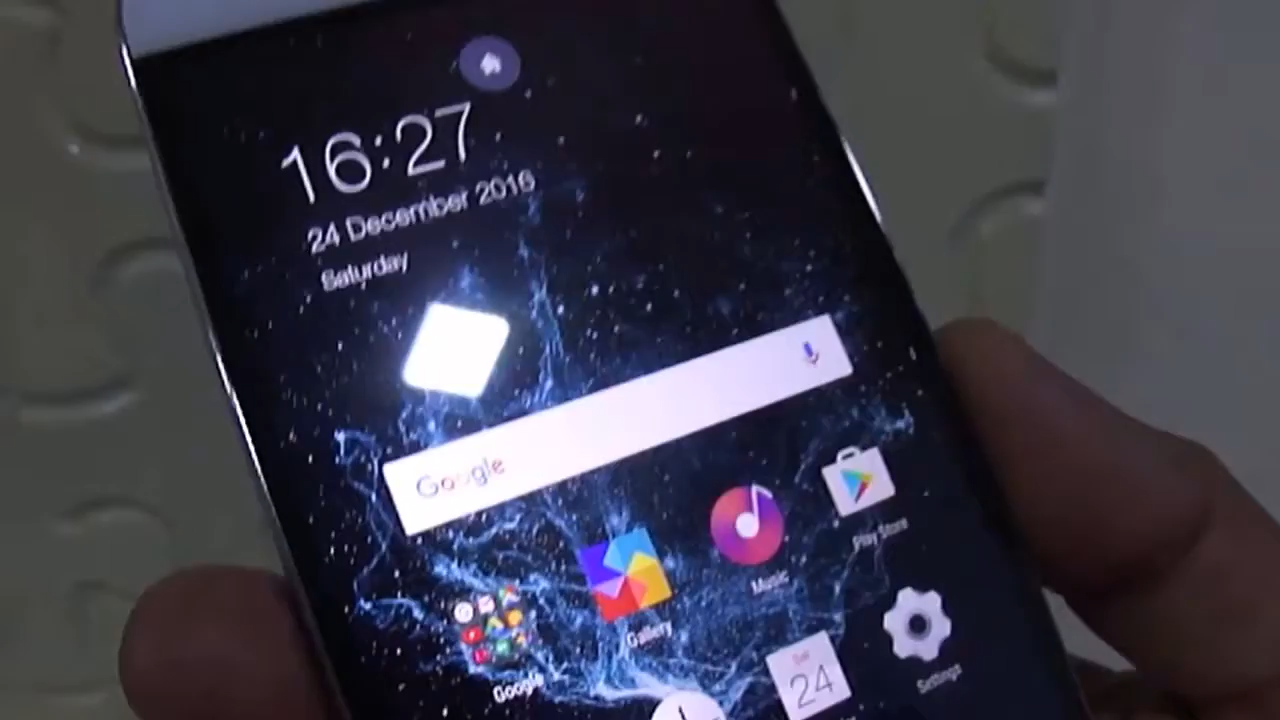 16:27
24 December 2016
Saturday
Google
Play Store
Music
Gallery
Google
Sat
24
Settings